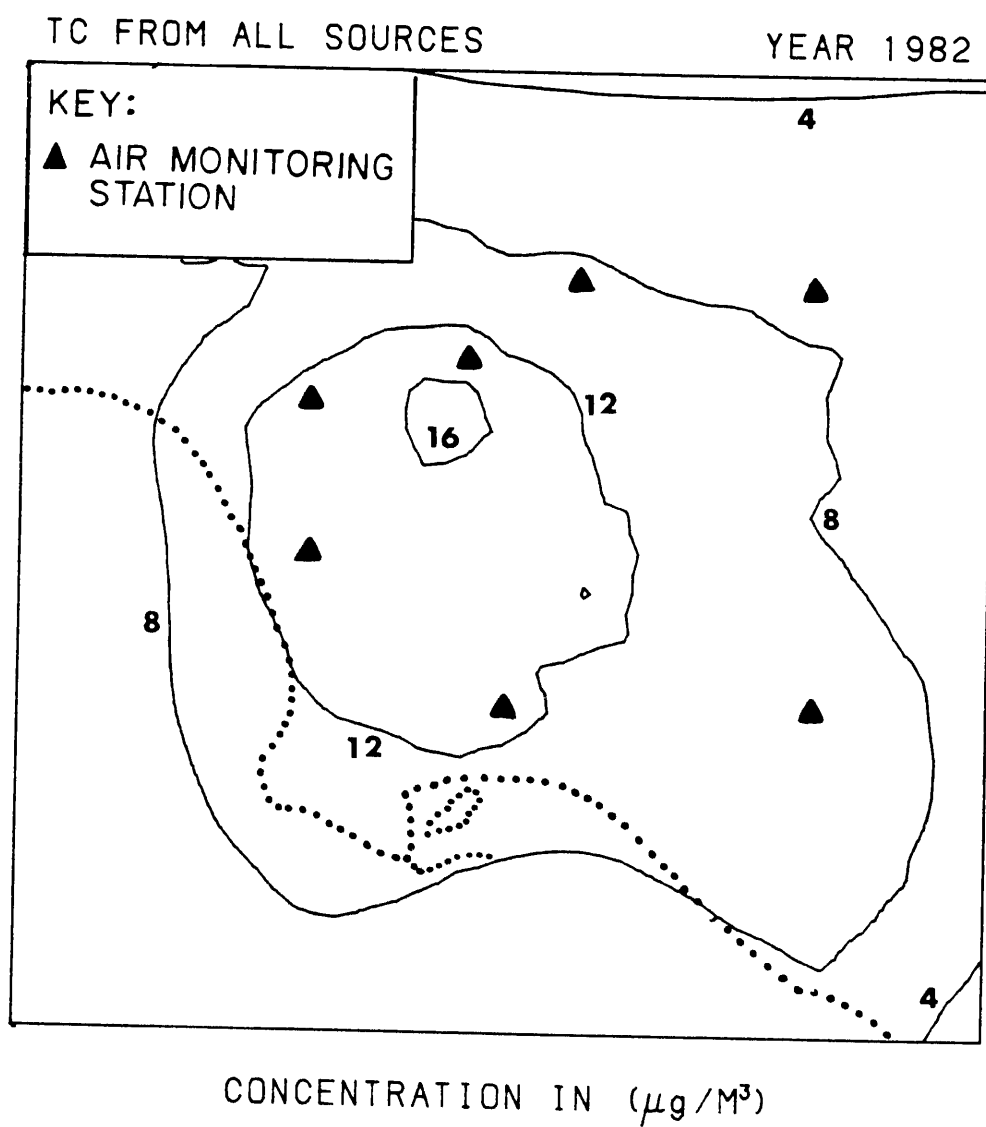 TC FROM ALL SOURCES YEAR 1982
KEY:
AIR MONITORING
STATION
4
12
16
8
8
12
4
CONCENTRATION IN (μg/M³)